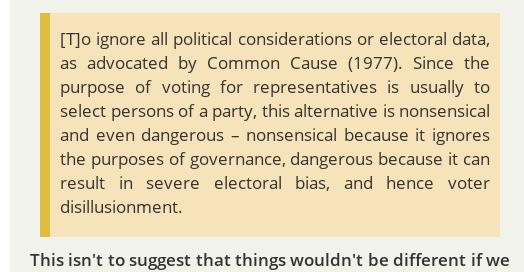 [T]o ignore all political considerations or electoral data,
as advocated by Common Cause (1977). Since the
purpose of voting for representatives is usually to
select persons of a party, this alternative is nonsensical
and even dangerous – nonsensical because it ignores
the purposes of governance, dangerous because it can
result in severe electoral bias, and hence voter
disillusionment.
This isn't to suggest that things wouldn't be different if we